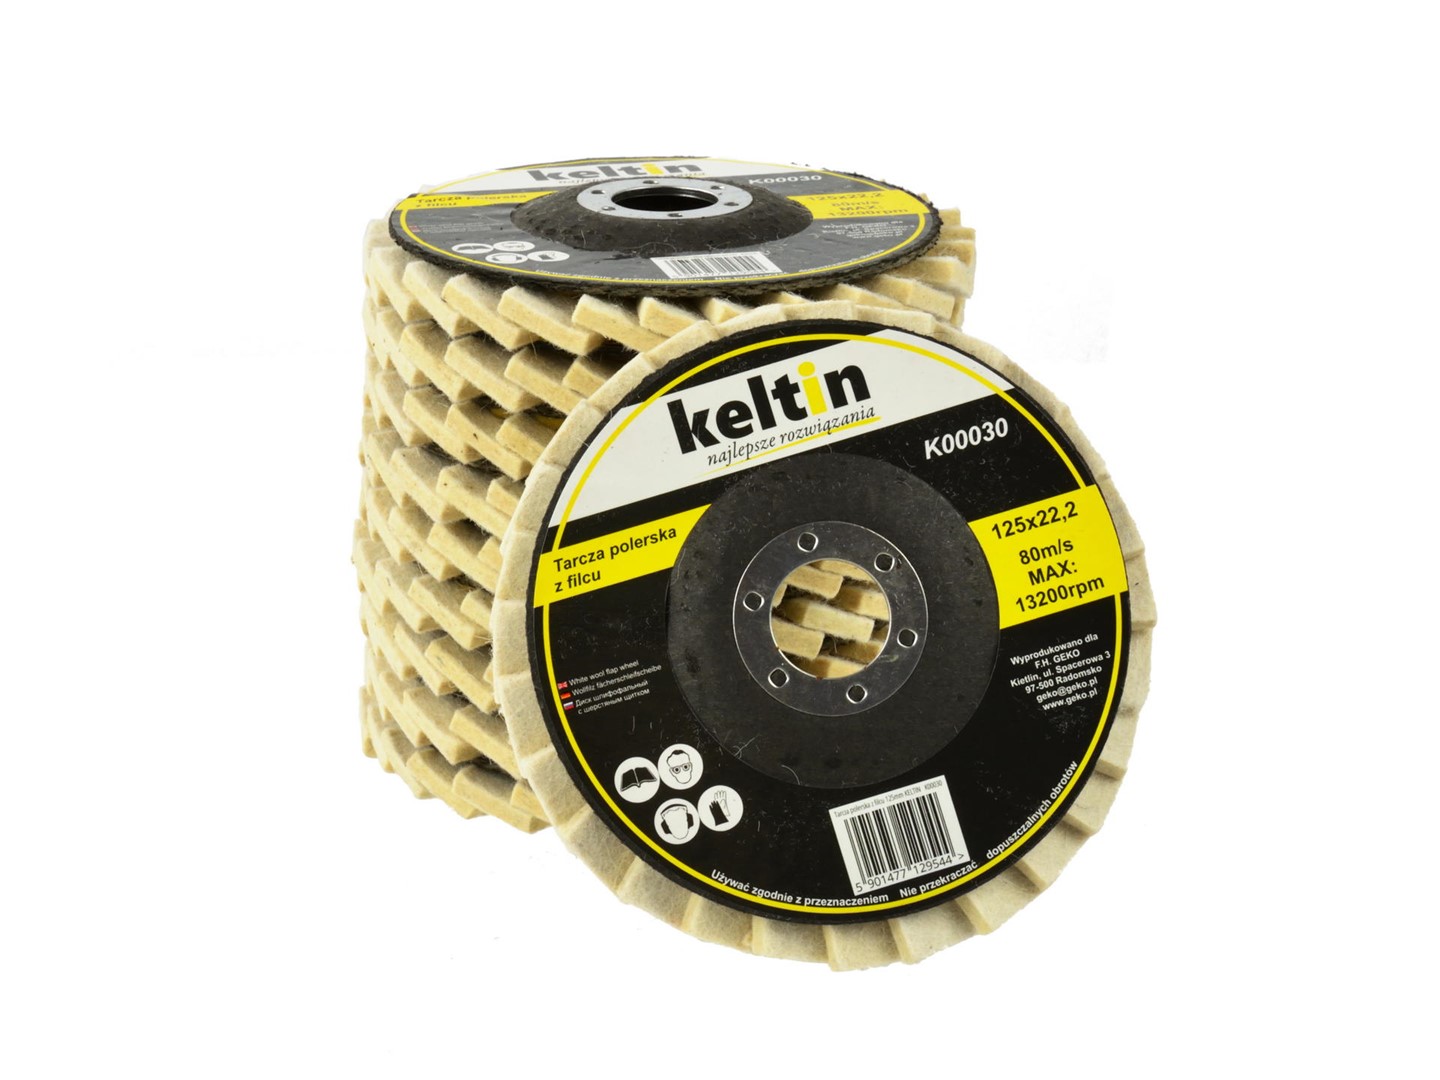 keltin
K00030
Tarcza polerska
z filcu
125x22,2
80m/s
MAX:
13200rpm
keltin
najlepsze rozwiązania
K00030
Tarcza polerska
z filcu
125x22,2
80m/s
MAX:
13200rpm
White wool flap wheel
Wollfilz fächerschleifscheibe
Диск шлифофальный
с шерстяным щитком
Wyprodukowano dla
F.H. GEKO
Kietlin, ul. Spacerowa 3
97-500 Radomsko
geko@geko.pl
www.geko.pl
Tarcza polerska z filcu 125mm KELTIN K00030
5 901477 129544 >
Używać zgodnie z przeznaczeniem Nie przekraczać dopuszczalnych obrotów